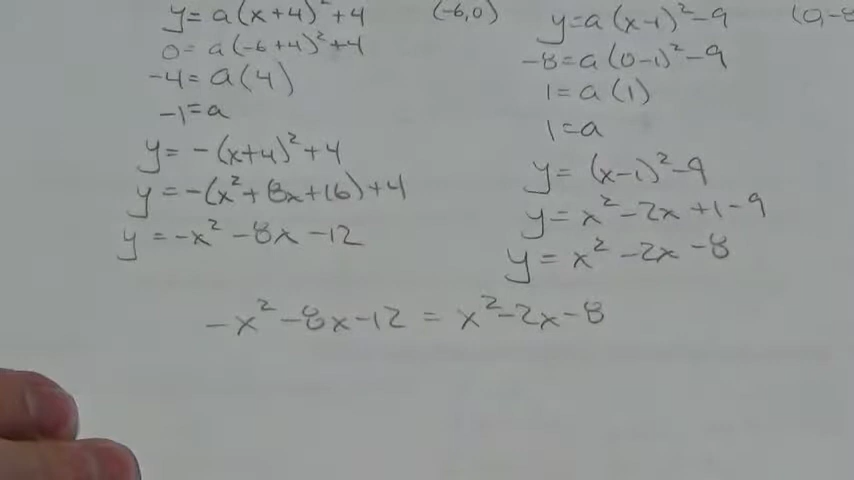 y = a(x+4)²+4 (-6,0)
0 = a(-6+4)²+4
-4 = a(4)
-1 = a
y = -(x+4)²+4
y = -(x²+8x+16)+4
y = -x²-8x-12
y = a(x-1)²-9 (0,-8
-8 = a(0-1)²-9
1 = a(1)
1 = a
y = (x-1)²-9
y = x²-2x+1-9
y = x²-2x-8
-x²-8x-12 = x²-2x-8